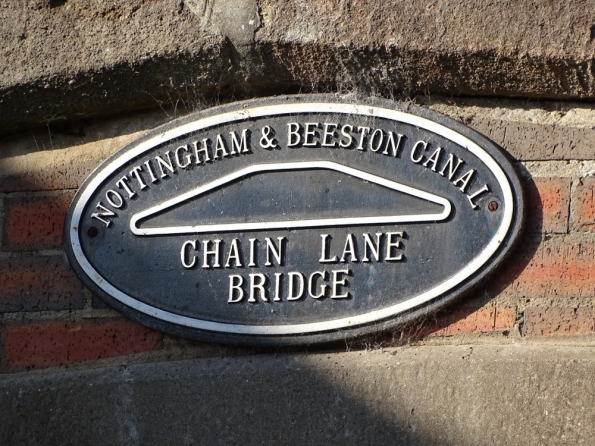 NOTTINGHAM & BEESTON CANAL
CHAIN LANE
BRIDGE